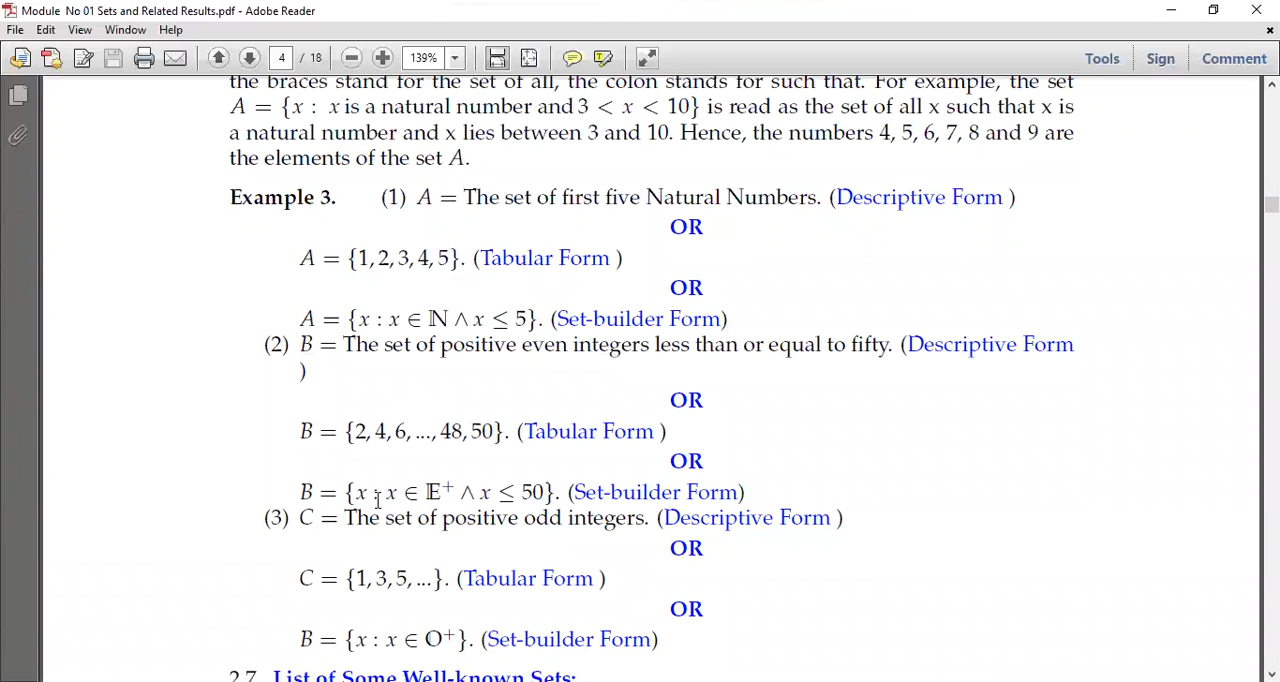 Module No 01 Sets and Related Results.pdf - Adobe Reader
File Edit View Window Help
4 / 18 139% Tools Sign Comment
the braces stand for the set of all, the colon stands for such that. For example, the set
A = {x : x is a natural number and 3 < x < 10} is read as the set of all x such that x is
a natural number and x lies between 3 and 10. Hence, the numbers 4, 5, 6, 7, 8 and 9 are
the elements of the set A.
Example 3. (1) A = The set of first five Natural Numbers. (Descriptive Form )
OR
A = {1, 2, 3, 4, 5}. (Tabular Form )
OR
A = {x : x ∈ ℕ ∧ x ≤ 5}. (Set-builder Form)
(2) B = The set of positive even integers less than or equal to fifty. (Descriptive Form
)
OR
B = {2, 4, 6, ..., 48, 50}. (Tabular Form )
OR
B = {x : x ∈ 𝔼⁺ ∧ x ≤ 50}. (Set-builder Form)
(3) C = The set of positive odd integers. (Descriptive Form )
OR
C = {1, 3, 5, ...}. (Tabular Form )
OR
B = {x : x ∈ 𝕆⁺}. (Set-builder Form)
2.7 List of Some Well-known Sets: